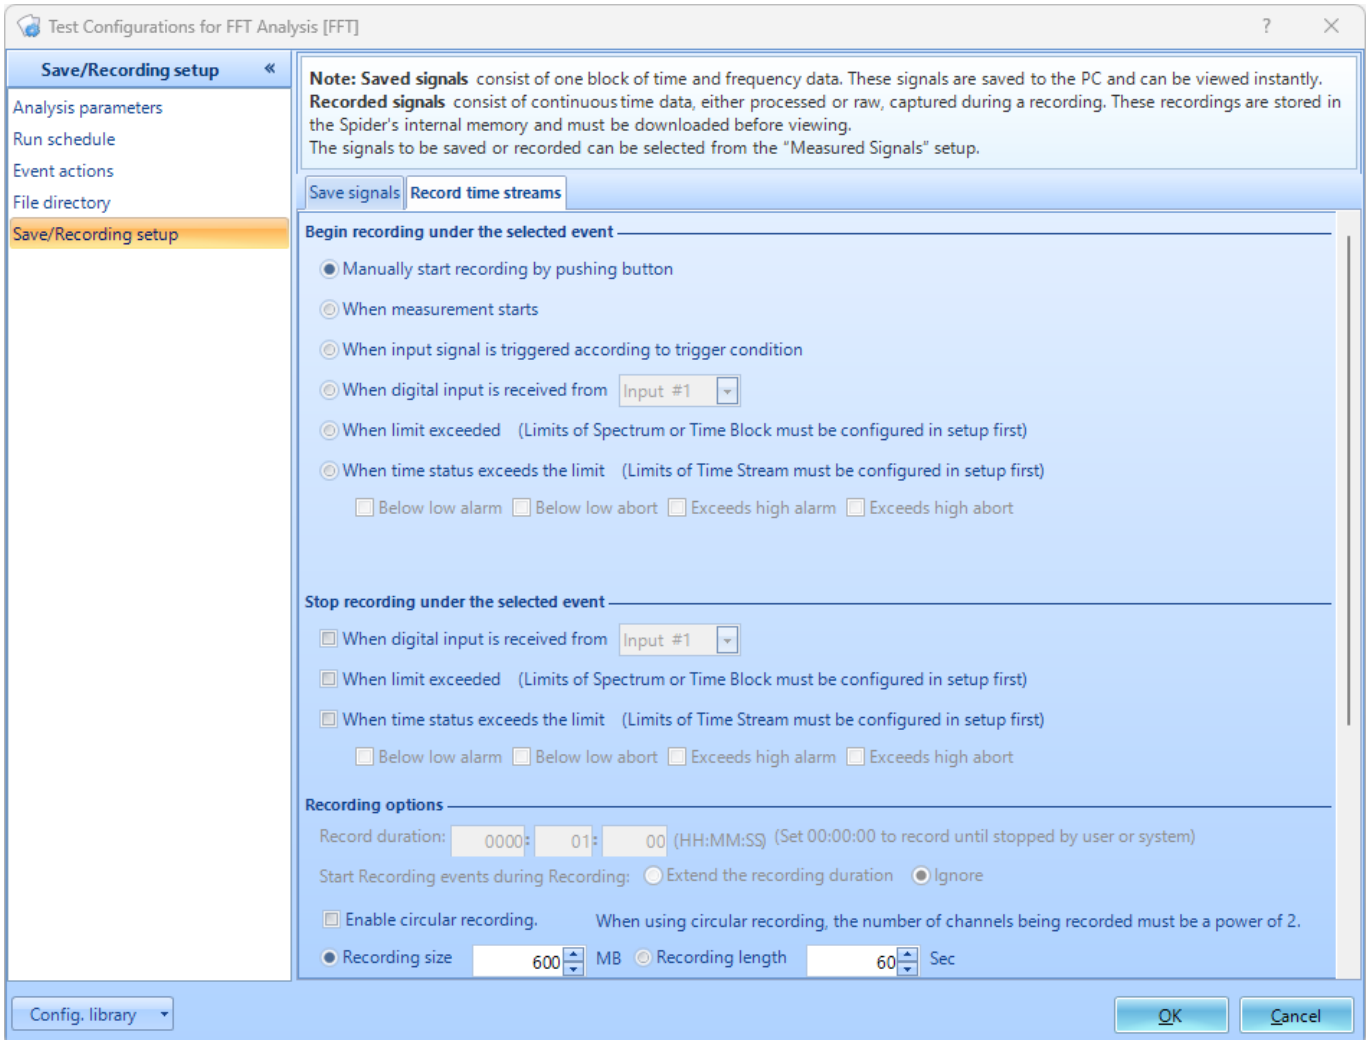 Test Configurations for FFT Analysis [FFT]
?
Save/Recording setup «
Analysis parameters
Run schedule
Event actions
File directory
Save/Recording setup
Note: Saved signals consist of one block of time and frequency data. These signals are saved to the PC and can be viewed instantly.
Recorded signals consist of continuous time data, either processed or raw, captured during a recording. These recordings are stored in
the Spider's internal memory and must be downloaded before viewing.
The signals to be saved or recorded can be selected from the “Measured Signals” setup.
Save signals Record time streams
Begin recording under the selected event
Manually start recording by pushing button
When measurement starts
When input signal is triggered according to trigger condition
When digital input is received from Input #1
When limit exceeded (Limits of Spectrum or Time Block must be configured in setup first)
When time status exceeds the limit (Limits of Time Stream must be configured in setup first)
Below low alarm Below low abort Exceeds high alarm Exceeds high abort
Stop recording under the selected event
When digital input is received from Input #1
When limit exceeded (Limits of Spectrum or Time Block must be configured in setup first)
When time status exceeds the limit (Limits of Time Stream must be configured in setup first)
Below low alarm Below low abort Exceeds high alarm Exceeds high abort
Recording options
Record duration: 0000: 01: 00 (HH:MM:SS) (Set 00:00:00 to record until stopped by user or system)
Start Recording events during Recording: Extend the recording duration Ignore
Enable circular recording. When using circular recording, the number of channels being recorded must be a power of 2.
Recording size 600 MB Recording length 60 Sec
Config. library OK Cancel